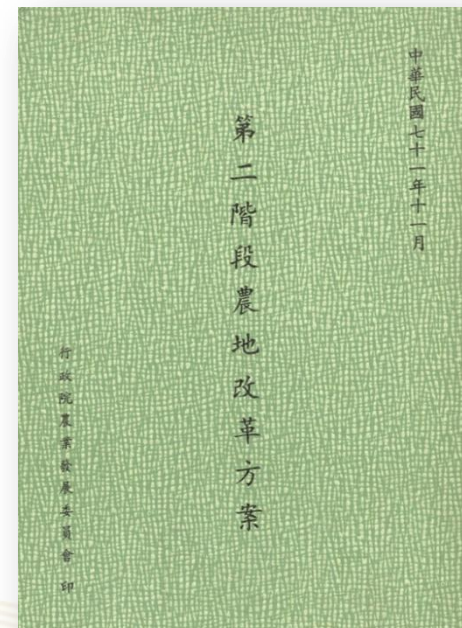 中華民國七十一年十一月
第二階段農地改革方案
行政院農業發展委員會 印